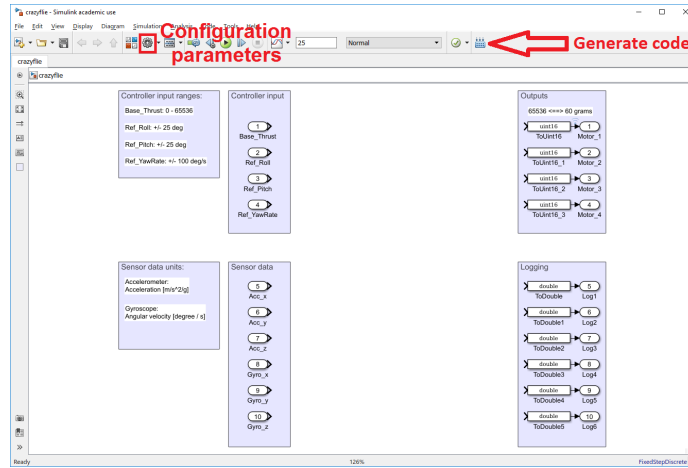 crazyflie - Simulink academic use
File Edit View Display Diagram Simulation Analysis Code Tools Help
Configuration
parameters
25
Normal
Generate code
crazyflie
crazyflie
Controller input ranges:
Base_Thrust: 0 - 65536
Ref_Roll: +/- 25 deg
Ref_Pitch: +/- 25 deg
Ref_YawRate: +/- 100 deg/s
Controller input
1
Base_Thrust
2
Ref_Roll
3
Ref_Pitch
4
Ref_YawRate
Outputs
65536 <==> 60 grams
uint16 1
ToUint16 Motor_1
uint16 2
ToUint16_1 Motor_2
uint16 3
ToUint16_2 Motor_3
uint16 4
ToUint16_3 Motor_4
Sensor data units:
Accelerometer:
Acceleration [m/s^2/g]
Gyroscope:
Angular velocity [degree / s]
Sensor data
5
Acc_x
6
Acc_y
7
Acc_z
8
Gyro_x
9
Gyro_y
10
Gyro_z
Logging
double 5
ToDouble Log1
double 6
ToDouble1 Log2
double 7
ToDouble2 Log3
double 8
ToDouble3 Log4
double 9
ToDouble4 Log5
double 10
ToDouble5 Log6
Ready
126%
FixedStepDiscrete